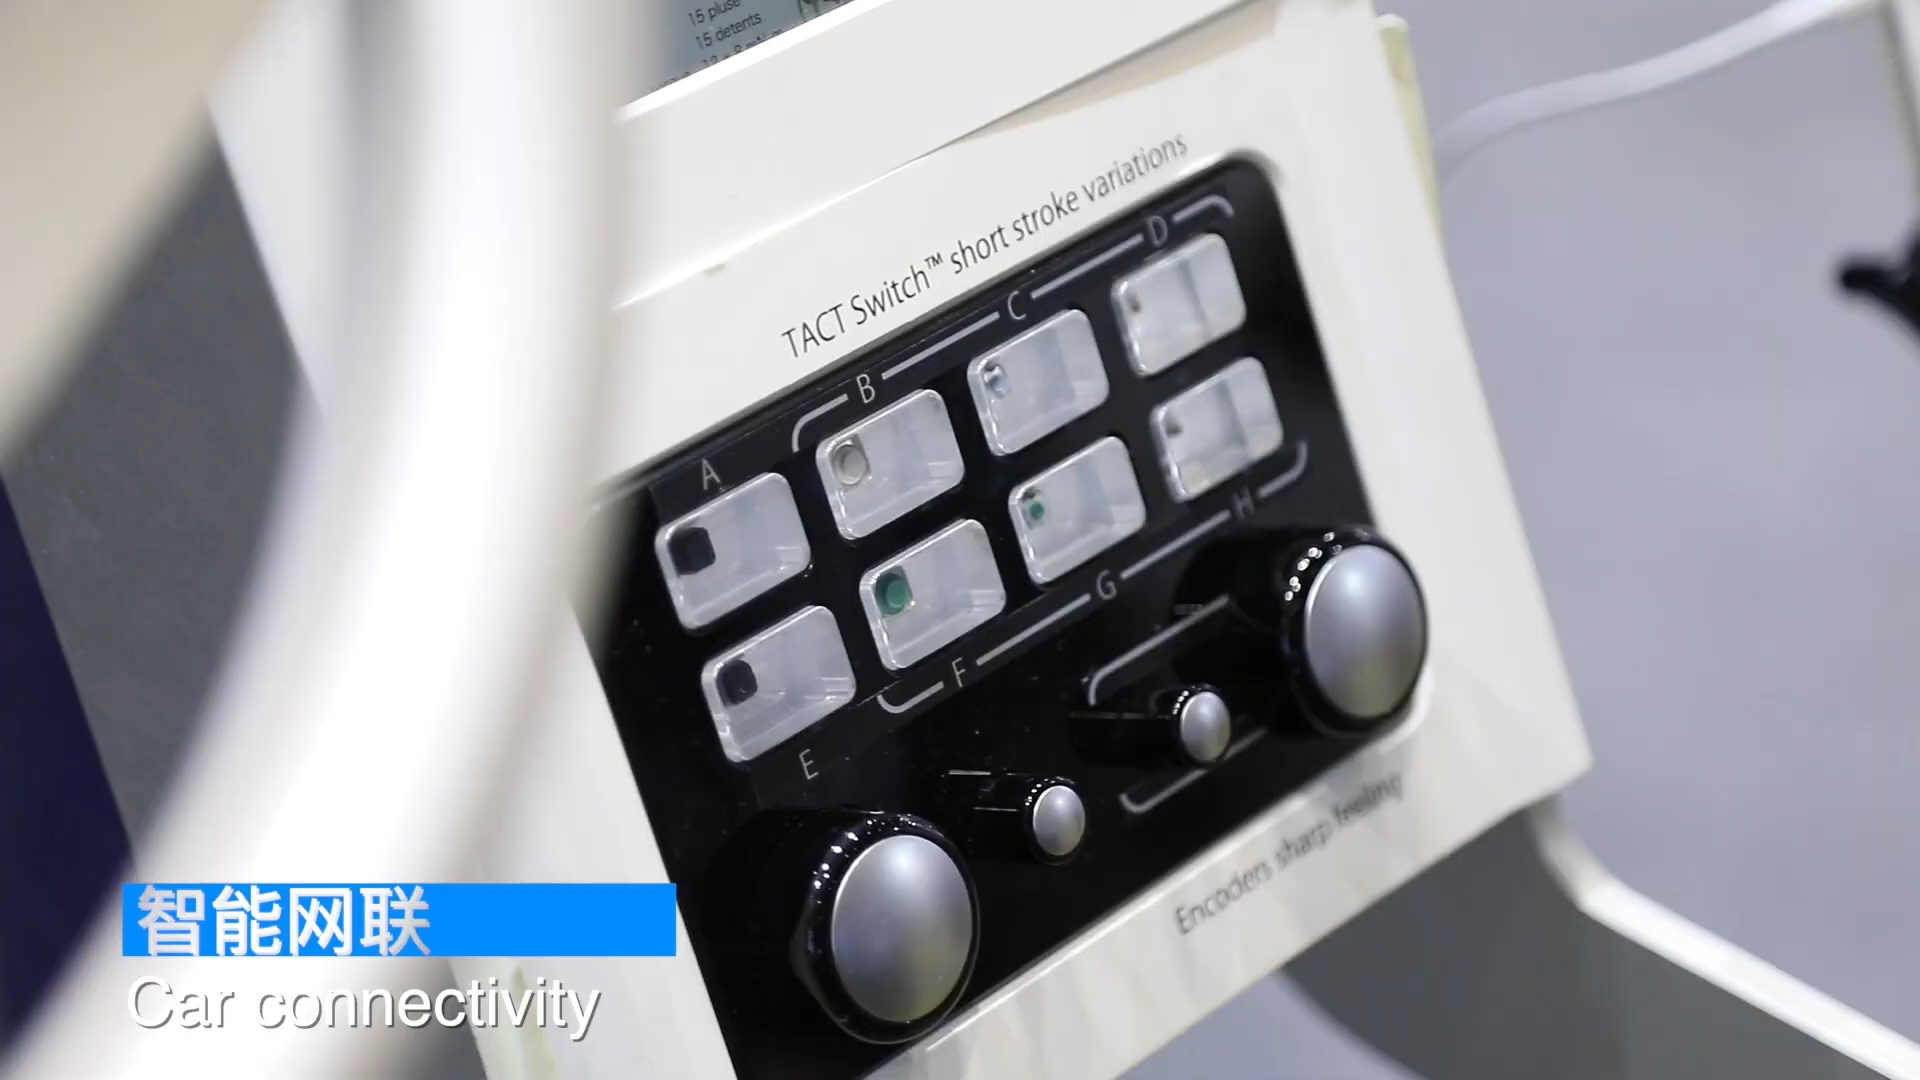 15 pluse
15 detents
TACT Switch™ short stroke variations
A
B
C
D
E
F
G
H
Encoders sharp feeling
智能网联
Car connectivity